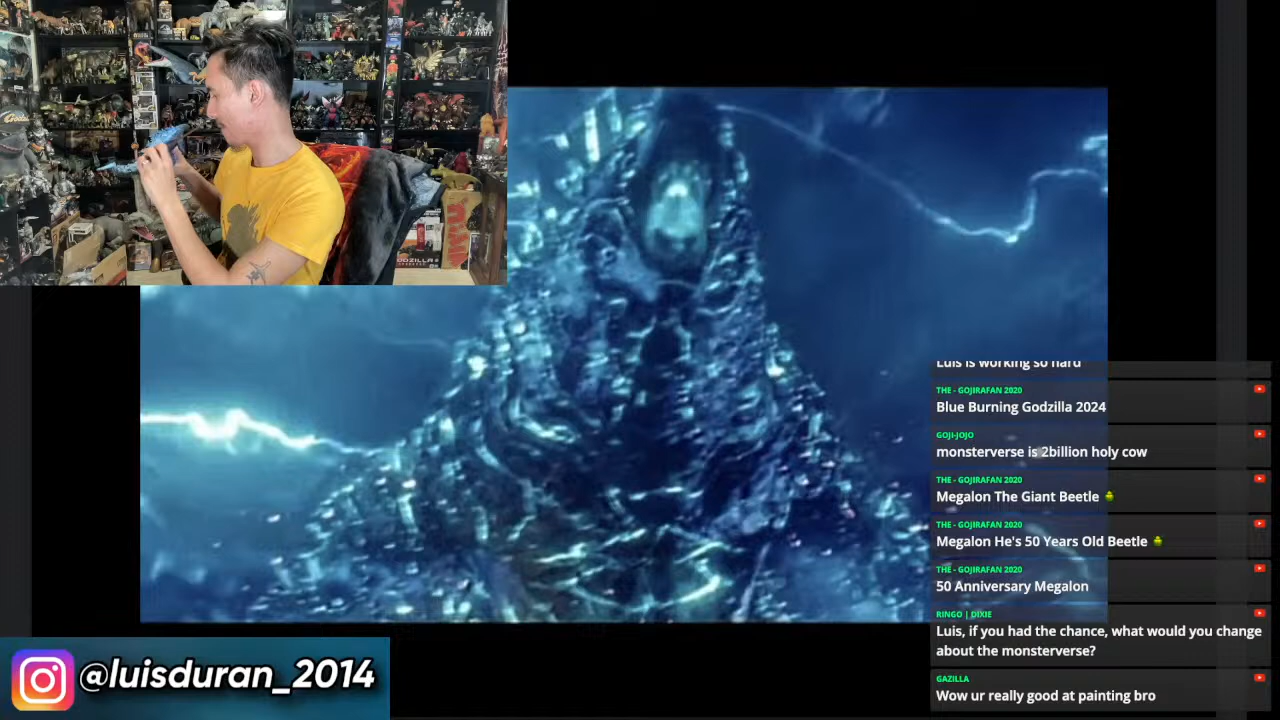 Luis is working so hard
THE - GOJIRAFAN 2020
Blue Burning Godzilla 2024
GOJI-JOJO
monsterverse is 2billion holy cow
THE - GOJIRAFAN 2020
Megalon The Giant Beetle
THE - GOJIRAFAN 2020
Megalon He's 50 Years Old Beetle
THE - GOJIRAFAN 2020
50 Anniversary Megalon
RINGO | DIXIE
Luis, if you had the chance, what would you change
about the monsterverse?
GAZILLA
Wow ur really good at painting bro
@luisduran_2014